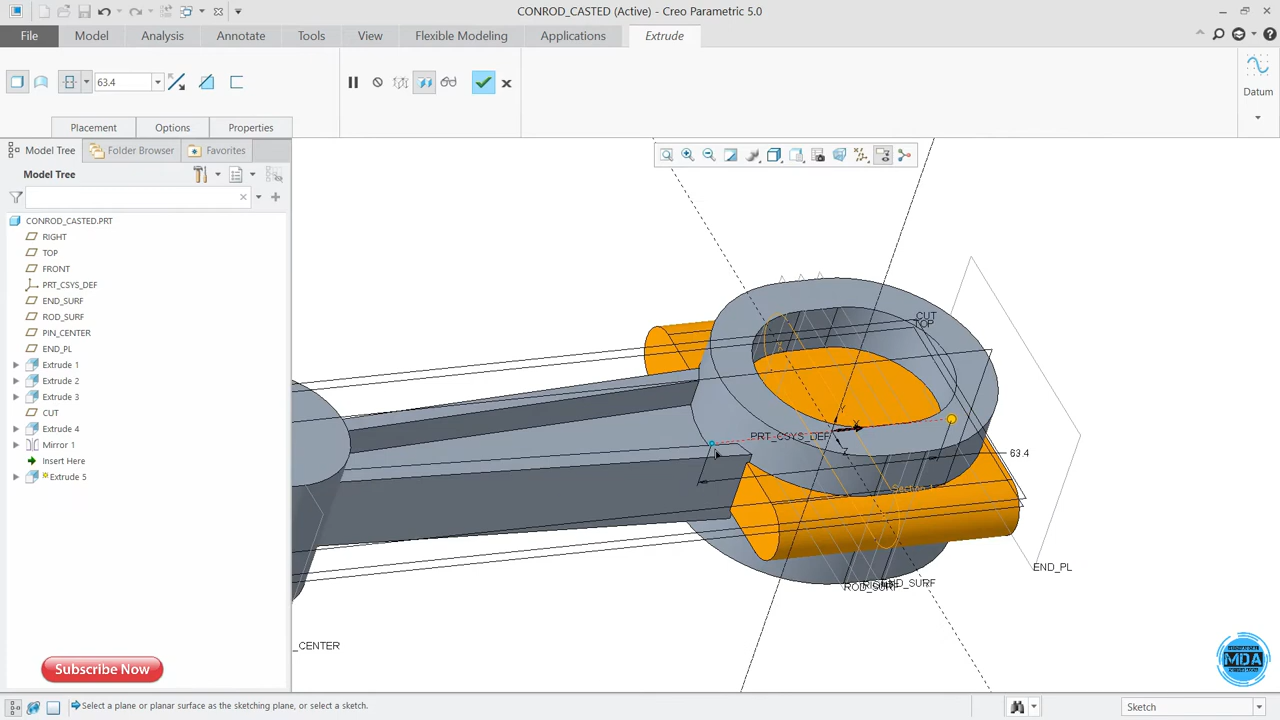 CONROD_CASTED (Active) - Creo Parametric 5.0
File Model Analysis Annotate Tools View Flexible Modeling Applications Extrude
63.4
Datum
Placement Options Properties
Model Tree Folder Browser Favorites
Model Tree
CONROD_CASTED.PRT
RIGHT
TOP
FRONT
PRT_CSYS_DEF
END_SURF
ROD_SURF
PIN_CENTER
END_PL
Extrude 1
Extrude 2
Extrude 3
CUT
Extrude 4
Mirror 1
Insert Here
Extrude 5
CUT
TOP
X
Y
Z
PRT_CSYS_DEF
63.4
Section 1
END_PL
ROD_SURF
END_SURF
_CENTER
Subscribe Now
MDA
Select a plane or planar surface as the sketching plane, or select a sketch.
Sketch